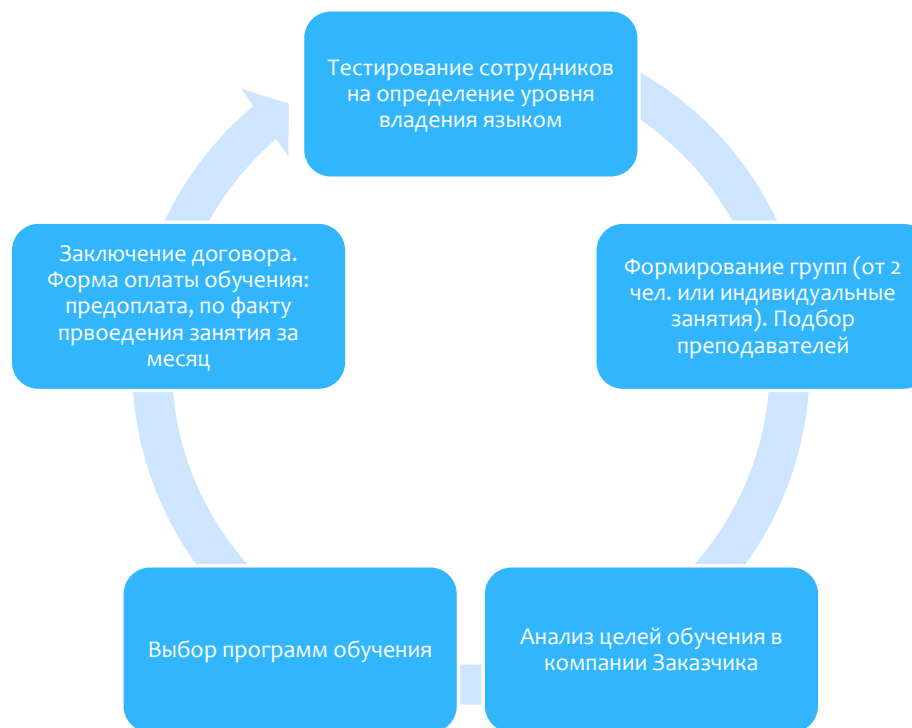 Тестирование сотрудников
на определение уровня
владения языком
Формирование групп (от 2
чел. или индивидуальные
занятия). Подбор
преподавателей
Анализ целей обучения в
компании Заказчика
Выбор программ обучения
Заключение договора.
Форма оплаты обучения:
предоплата, по факту
првоедения занятия за
месяц